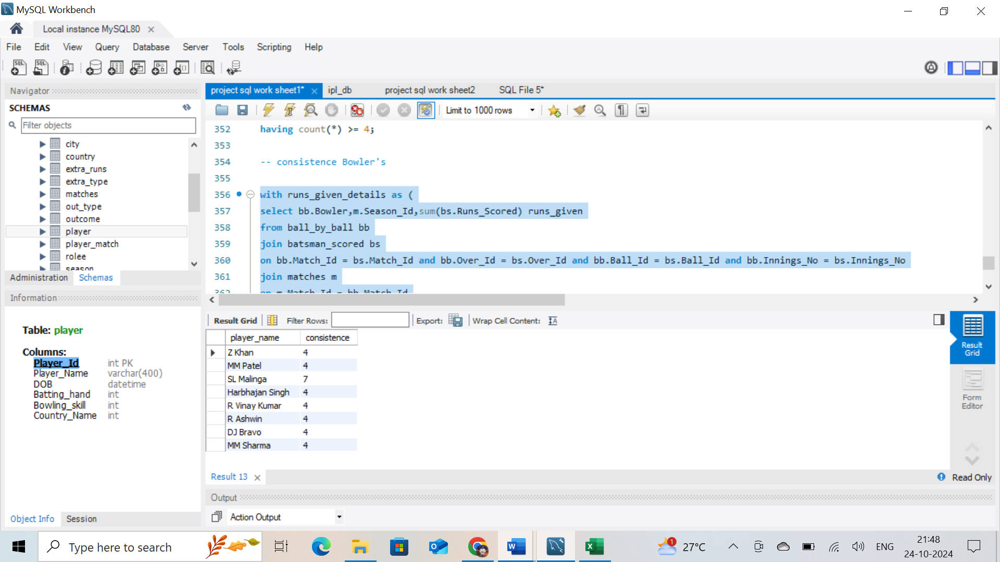 MySQL Workbench
Local instance MySQL80
File Edit View Query Database Server Tools Scripting Help
Navigator
SCHEMAS
Filter objects
city
country
extra_runs
extra_type
matches
out_type
outcome
player
player_match
rolee
season
Administration Schemas
Information
Table: player
Columns:
Player_Id int PK
Player_Name varchar(400)
DOB datetime
Batting_hand int
Bowling_skill int
Country_Name int
Object Info Session
project sql work sheet1* ipl_db project sql work sheet2 SQL File 5*
Limit to 1000 rows
352 having count(*) >= 4;
353
354 -- consistence Bowler's
355
356 with runs_given_details as (
357 select bb.Bowler,m.Season_Id,sum(bs.Runs_Scored) runs_given
358 from ball_by_ball bb
359 join batsman_scored bs
360 on bb.Match_Id = bs.Match_Id and bb.Over_Id = bs.Over_Id and bb.Ball_Id = bs.Ball_Id and bb.Innings_No = bs.Innings_No
361 join matches m
362 on m.Match_Id = bb.Match_Id
Result Grid Filter Rows: Export: Wrap Cell Content:
player_name consistence
Z Khan 4
MM Patel 4
SL Malinga 7
Harbhajan Singh 4
R Vinay Kumar 4
R Ashwin 4
DJ Bravo 4
MM Sharma 4
Result Grid
Form Editor
Result 13
Read Only
Output
Action Output
Type here to search
1
27°C
ENG
21:48
24-10-2024